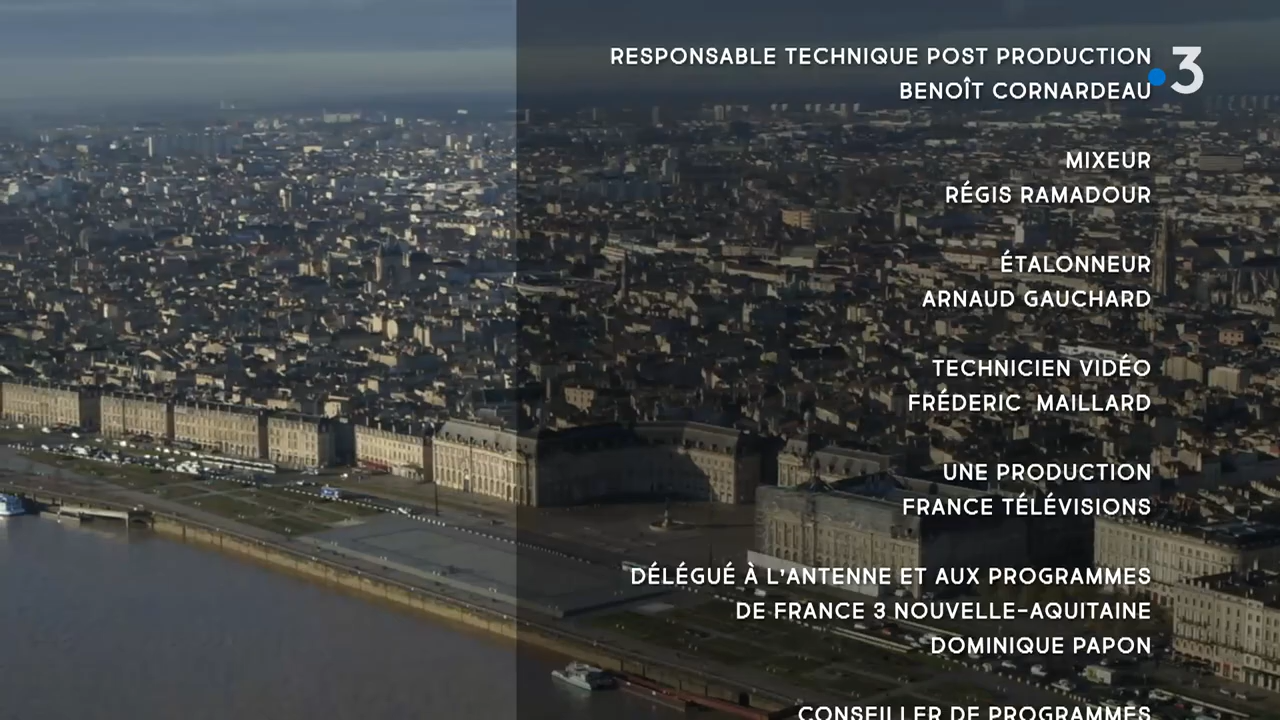 RESPONSABLE TECHNIQUE POST PRODUCTION
BENOÎT CORNARDEAU
3
MIXEUR
RÉGIS RAMADOUR
ÉTALONNEUR
ARNAUD GAUCHARD
TECHNICIEN VIDÉO
FRÉDERIC MAILLARD
UNE PRODUCTION
FRANCE TÉLÉVISIONS
DÉLÉGUÉ À L'ANTENNE ET AUX PROGRAMMES
DE FRANCE 3 NOUVELLE-AQUITAINE
DOMINIQUE PAPON
CONSEILLER DE PROGRAMMES